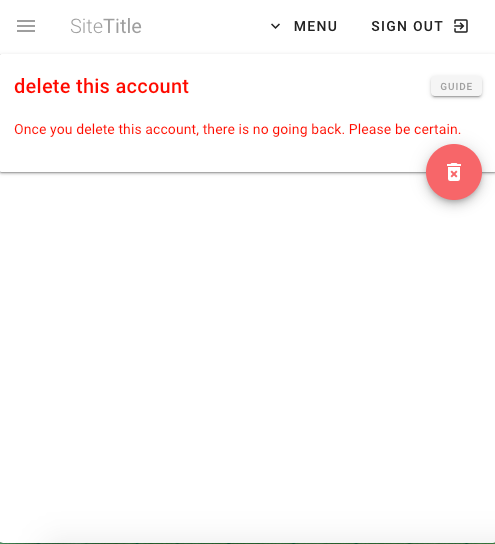 SiteTitle
MENU
SIGN OUT
delete this account
GUIDE
Once you delete this account, there is no going back. Please be certain.